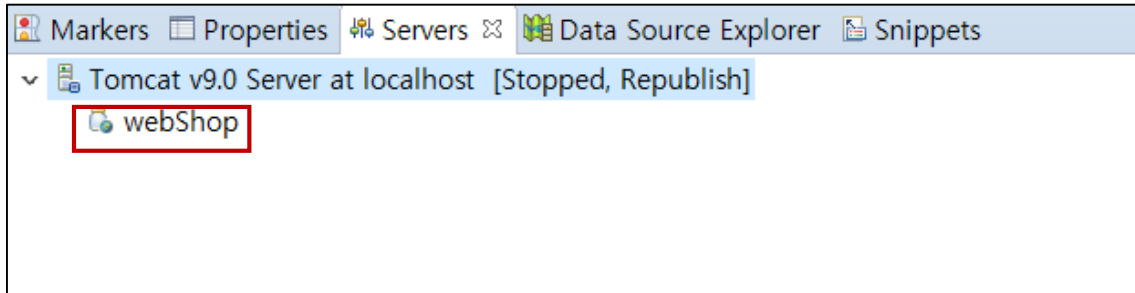 Markers Properties Servers Data Source Explorer Snippets
Tomcat v9.0 Server at localhost [Stopped, Republish]
webShop